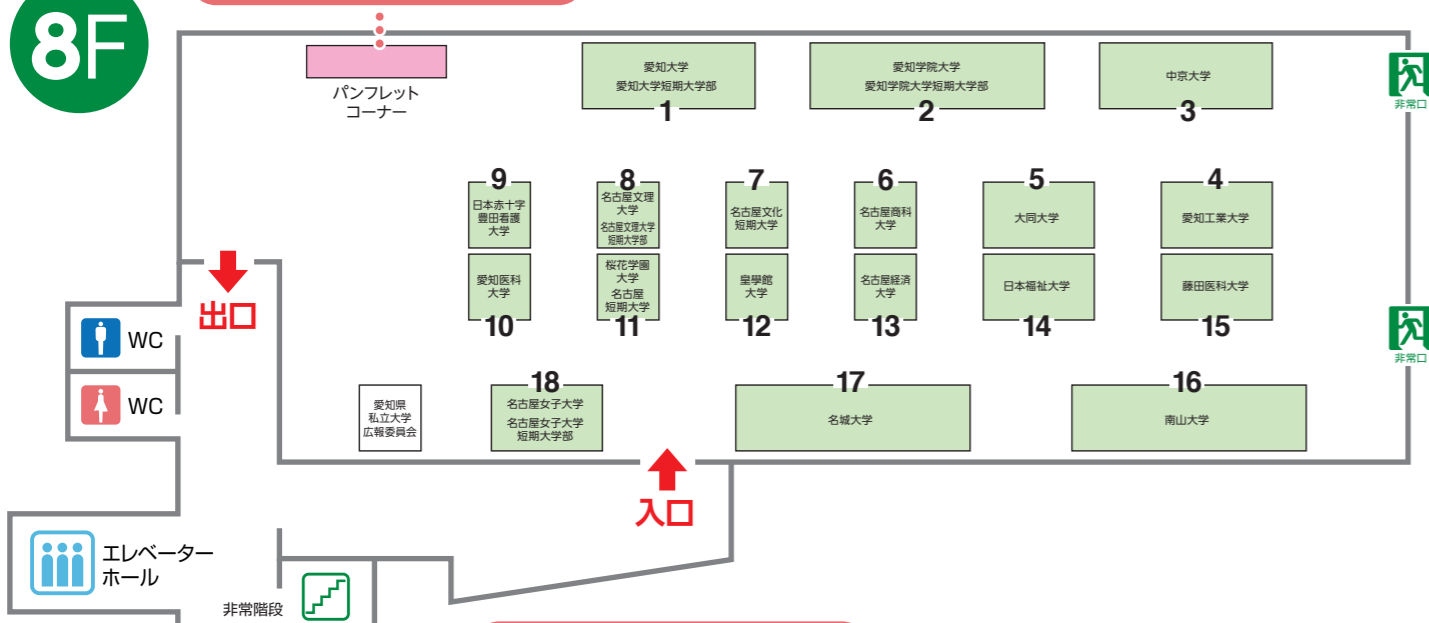 8F
パンフレット
コーナー
愛知大学
愛知大学短期大学部
1
愛知学院大学
愛知学院大学短期大学部
2
中京大学
3
非常口
9
日本赤十字
豊田看護
大学
8
名古屋文理
大学
名古屋文理大学
短期大学部
7
名古屋文化
短期大学
6
名古屋商科
大学
5
大同大学
4
愛知工業大学
愛知医科
大学
10
桜花学園
大学
名古屋
短期大学
11
皇學館
大学
12
名古屋経済
大学
13
日本福祉大学
14
藤田医科大学
15
非常口
出口
WC
WC
愛知県
私立大学
広報委員会
18
名古屋女子大学
名古屋女子大学
短期大学部
17
名城大学
16
南山大学
入口
エレベーター
ホール
非常階段